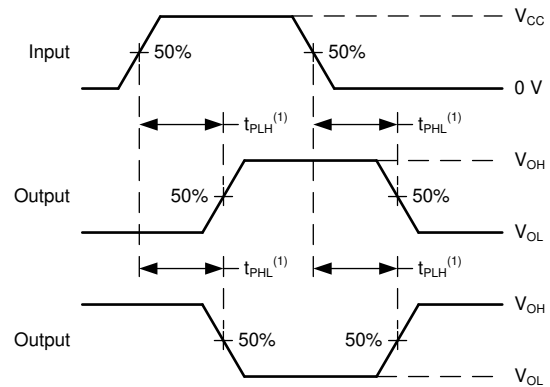 V_CC
Input 50% 50%
0 V
t_PLH^(1) t_PHL^(1)
V_OH
Output 50% 50%
V_OL
t_PHL^(1) t_PLH^(1)
V_OH
Output 50% 50%
V_OL